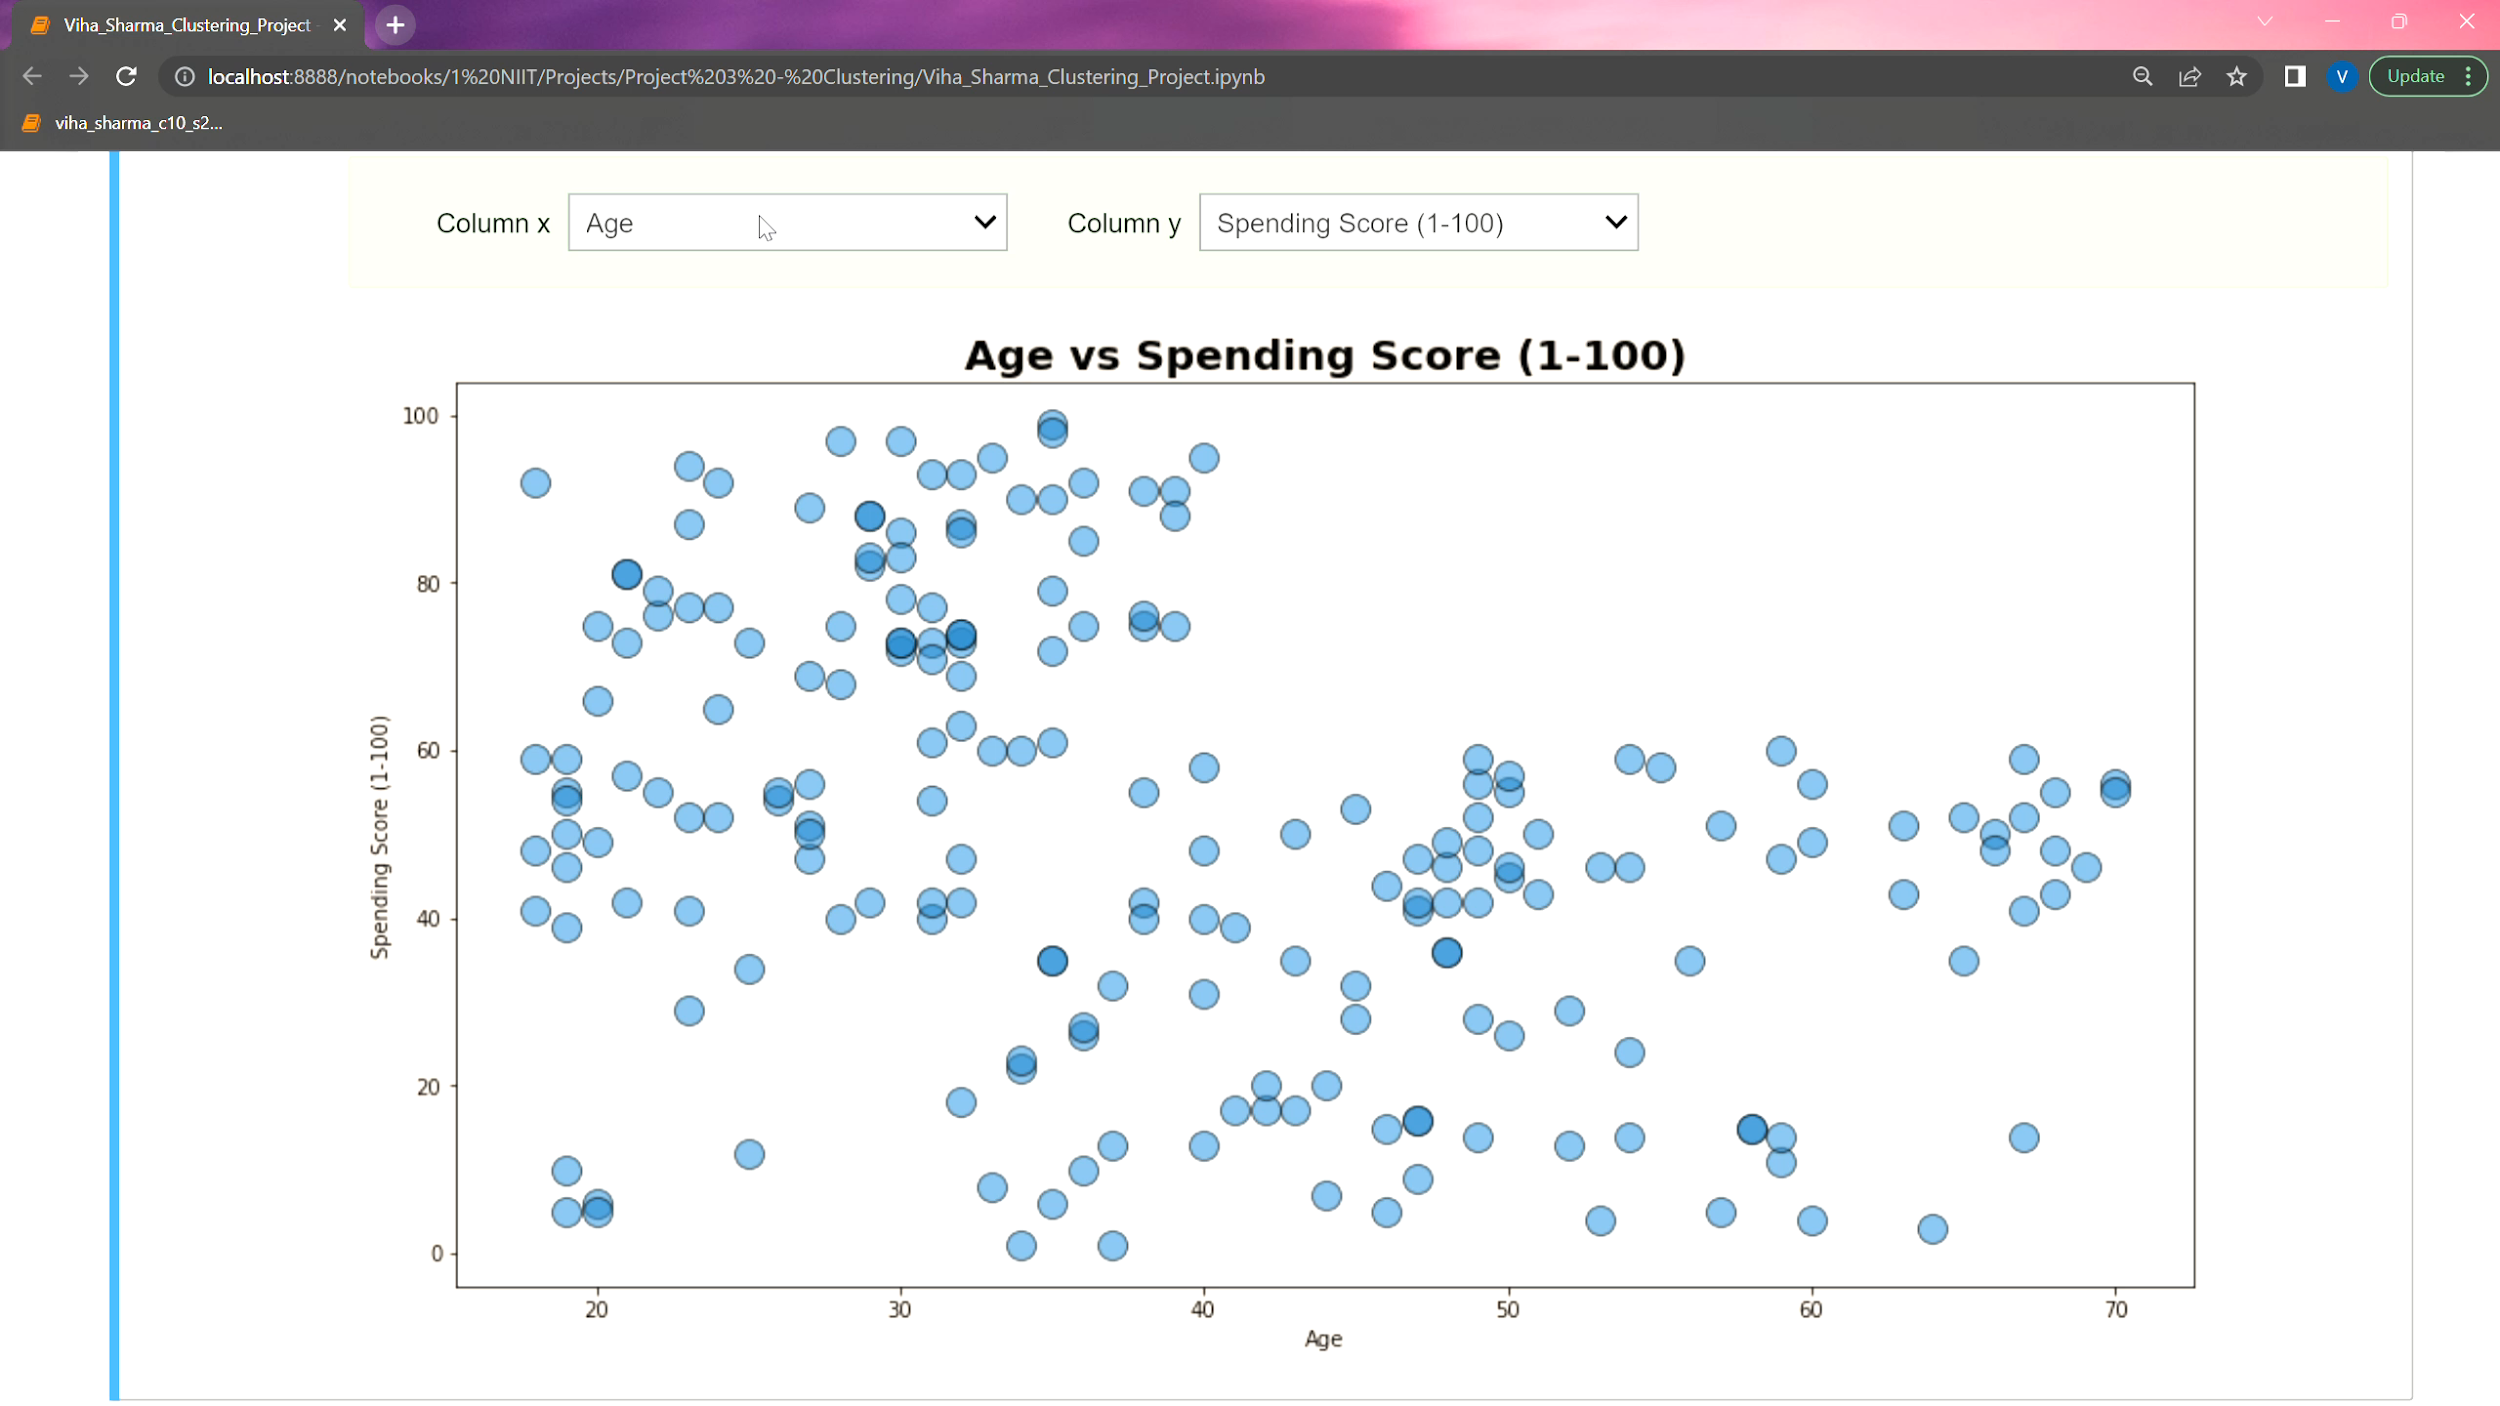 Viha_Sharma_Clustering_Project
localhost:8888/notebooks/1%20NIIT/Projects/Project%203%20-%20Clustering/Viha_Sharma_Clustering_Project.ipynb
V
Update
viha_sharma_c10_s2...
Column x
Age
Column y
Spending Score (1-100)
Age vs Spending Score (1-100)
100
80
60
40
20
0
Spending Score (1-100)
20
30
40
50
60
70
Age